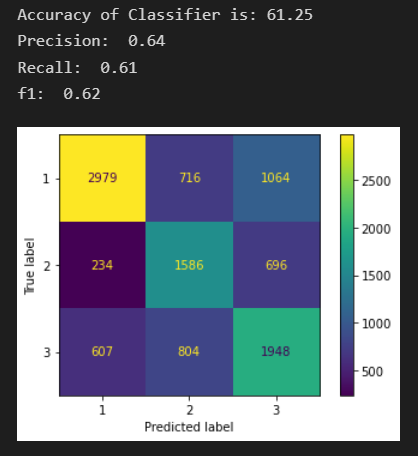 Accuracy of Classifier is: 61.25
Precision:  0.64
Recall:  0.61
f1:  0.62
1
2979 716 1064
2
234 1586 696
3
607 804 1948
1 2 3
True label
Predicted label
2500
2000
1500
1000
500